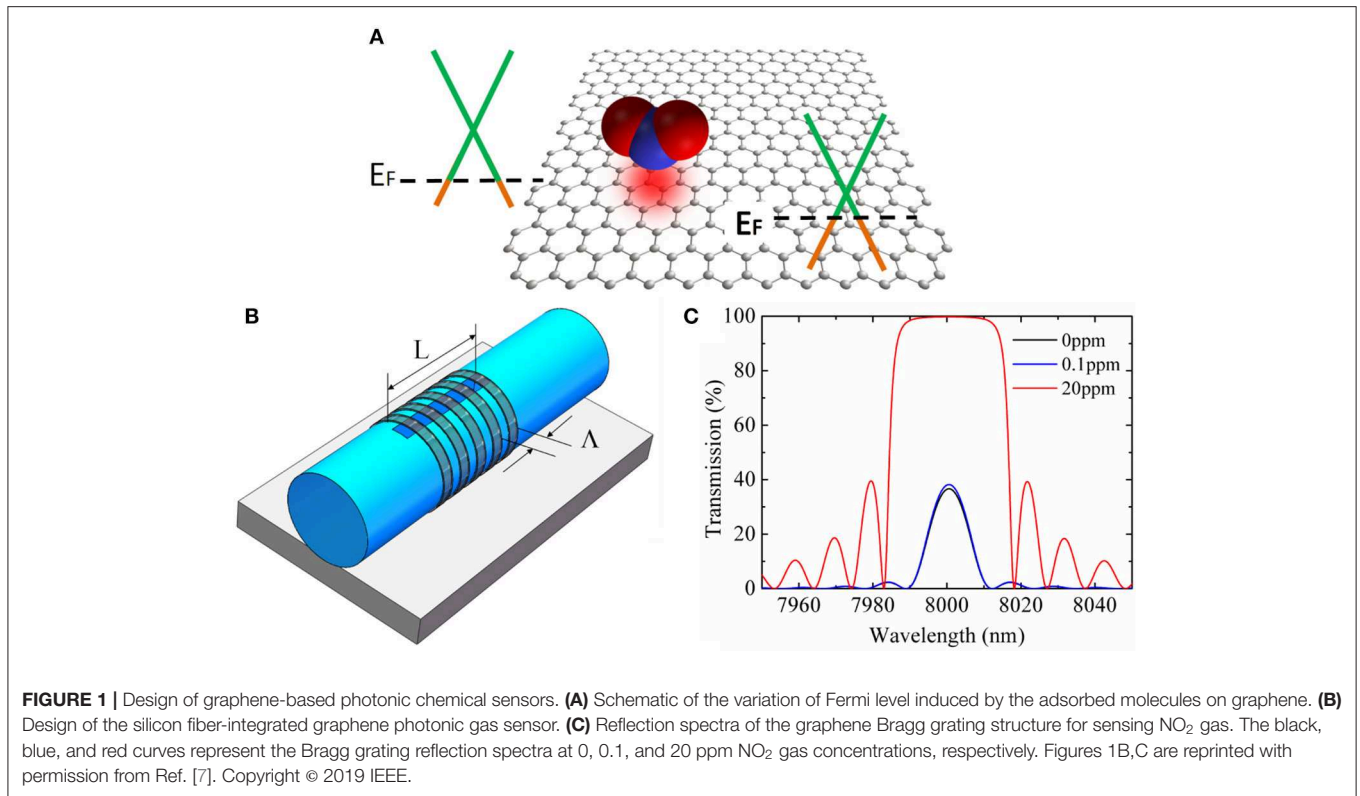 A
EF
EF
B
L
Λ
C
100
80
60
40
20
0
Transmission (%)
0ppm
0.1ppm
20ppm
7960 7980 8000 8020 8040
Wavelength (nm)
FIGURE 1 | Design of graphene-based photonic chemical sensors. (A) Schematic of the variation of Fermi level induced by the adsorbed molecules on graphene. (B)
Design of the silicon fiber-integrated graphene photonic gas sensor. (C) Reflection spectra of the graphene Bragg grating structure for sensing NO₂ gas. The black,
blue, and red curves represent the Bragg grating reflection spectra at 0, 0.1, and 20 ppm NO₂ gas concentrations, respectively. Figures 1B,C are reprinted with
permission from Ref. [7]. Copyright © 2019 IEEE.